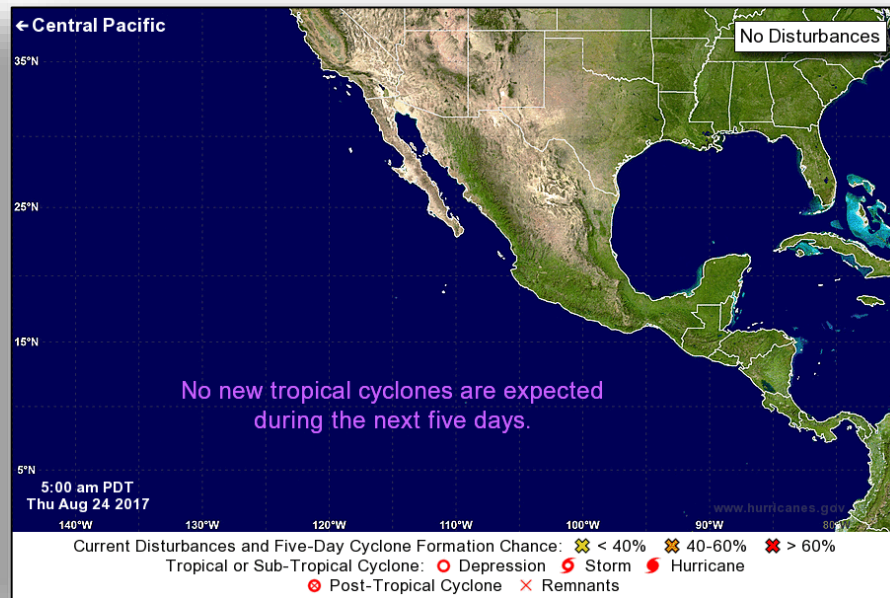 ← Central Pacific
No Disturbances
35°N
25°N
15°N
No new tropical cyclones are expected
during the next five days.
5°N
5:00 am PDT
Thu Aug 24 2017
www.hurricanes.gov
140°W 130°W 120°W 110°W 100°W 90°W 80°W
Current Disturbances and Five-Day Cyclone Formation Chance: < 40% 40-60% > 60%
Tropical or Sub-Tropical Cyclone: Depression Storm Hurricane
Post-Tropical Cyclone Remnants